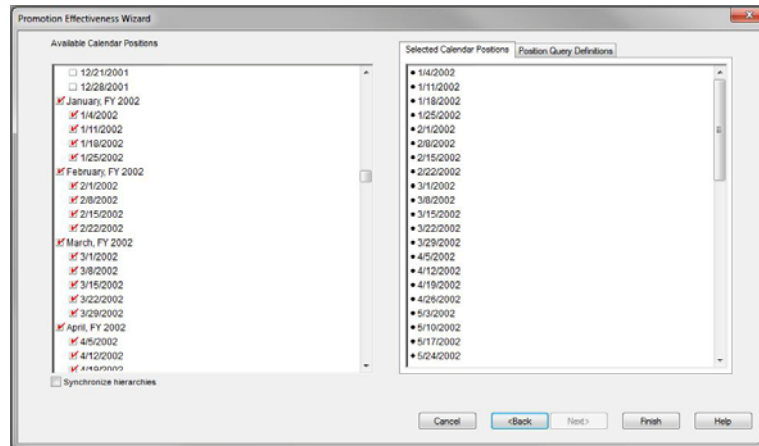 Promotion Effectiveness Wizard
Available Calendar Positions
12/21/2001
12/28/2001
January, FY 2002
1/4/2002
1/11/2002
1/18/2002
1/25/2002
February, FY 2002
2/1/2002
2/8/2002
2/15/2002
2/22/2002
March, FY 2002
3/1/2002
3/8/2002
3/15/2002
3/22/2002
3/29/2002
April, FY 2002
4/5/2002
4/12/2002
4/19/2002
Synchronize hierarchies
Selected Calendar Positions
Position Query Definitions
1/4/2002
1/11/2002
1/18/2002
1/25/2002
2/1/2002
2/8/2002
2/15/2002
2/22/2002
3/1/2002
3/8/2002
3/15/2002
3/22/2002
3/29/2002
4/5/2002
4/12/2002
4/19/2002
4/26/2002
5/3/2002
5/10/2002
5/17/2002
5/24/2002
Cancel
<Back
Next>
Finish
Help